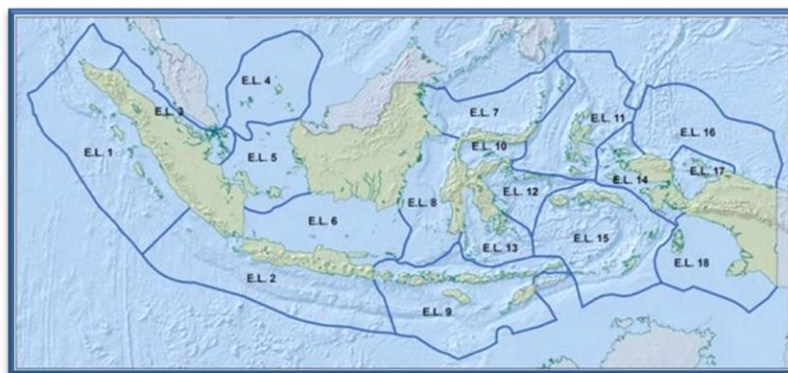 E.L. 1
E.L. 2
E.L. 3
E.L. 4
E.L. 5
E.L. 6
E.L. 7
E.L. 8
E.L. 9
E.L. 10
E.L. 11
E.L. 12
E.L. 13
E.L. 14
E.L. 15
E.L. 16
E.L. 17
E.L. 18